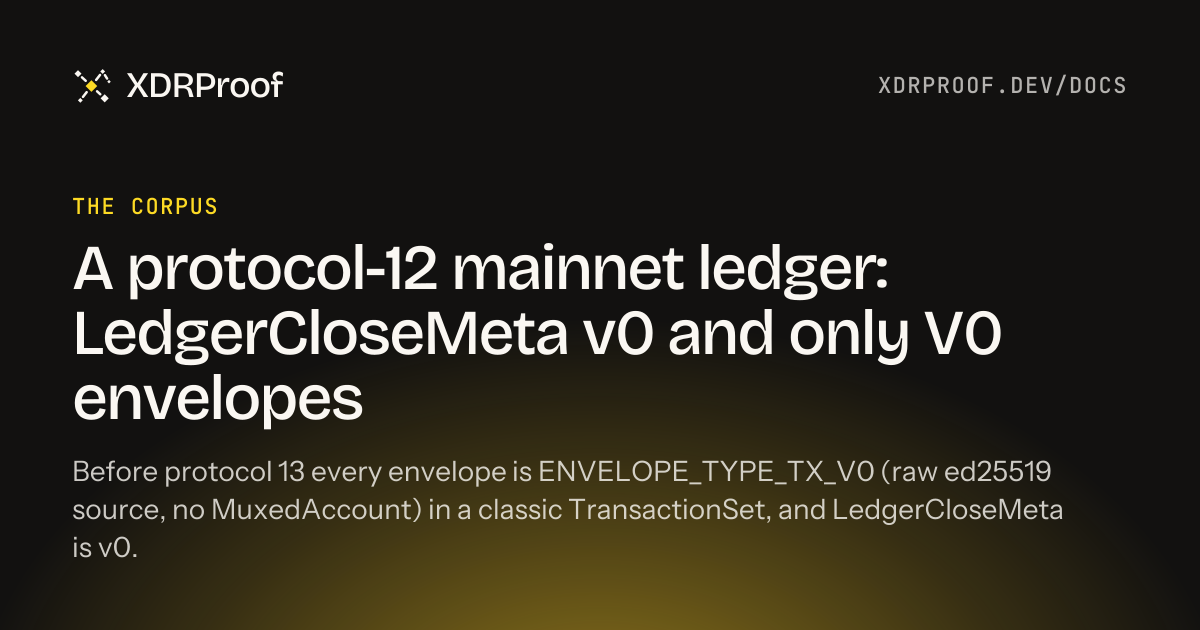 XDRProof
XDRPROOF.DEV/DOCS
THE CORPUS
A protocol-12 mainnet ledger:
LedgerCloseMeta v0 and only V0
envelopes
Before protocol 13 every envelope is ENVELOPE_TYPE_TX_V0 (raw ed25519
source, no MuxedAccount) in a classic TransactionSet, and LedgerCloseMeta
is v0.